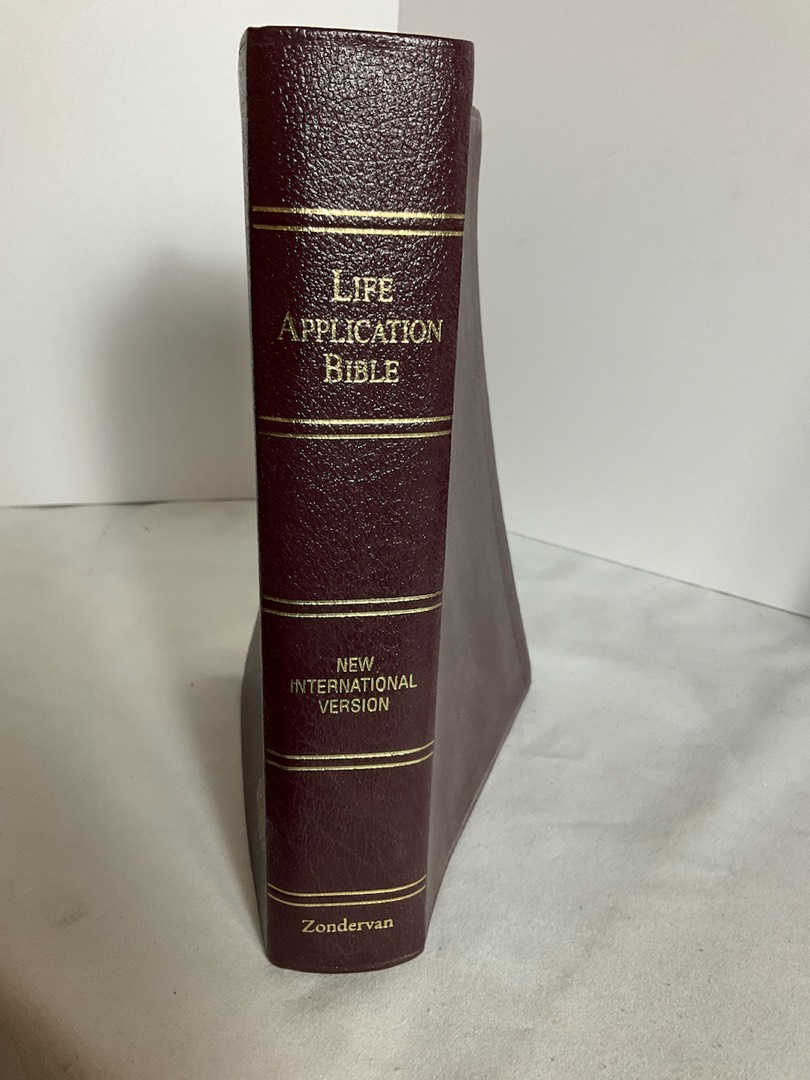 LIFE
APPLICATION
BIBLE
NEW
INTERNATIONAL
VERSION
Zondervan